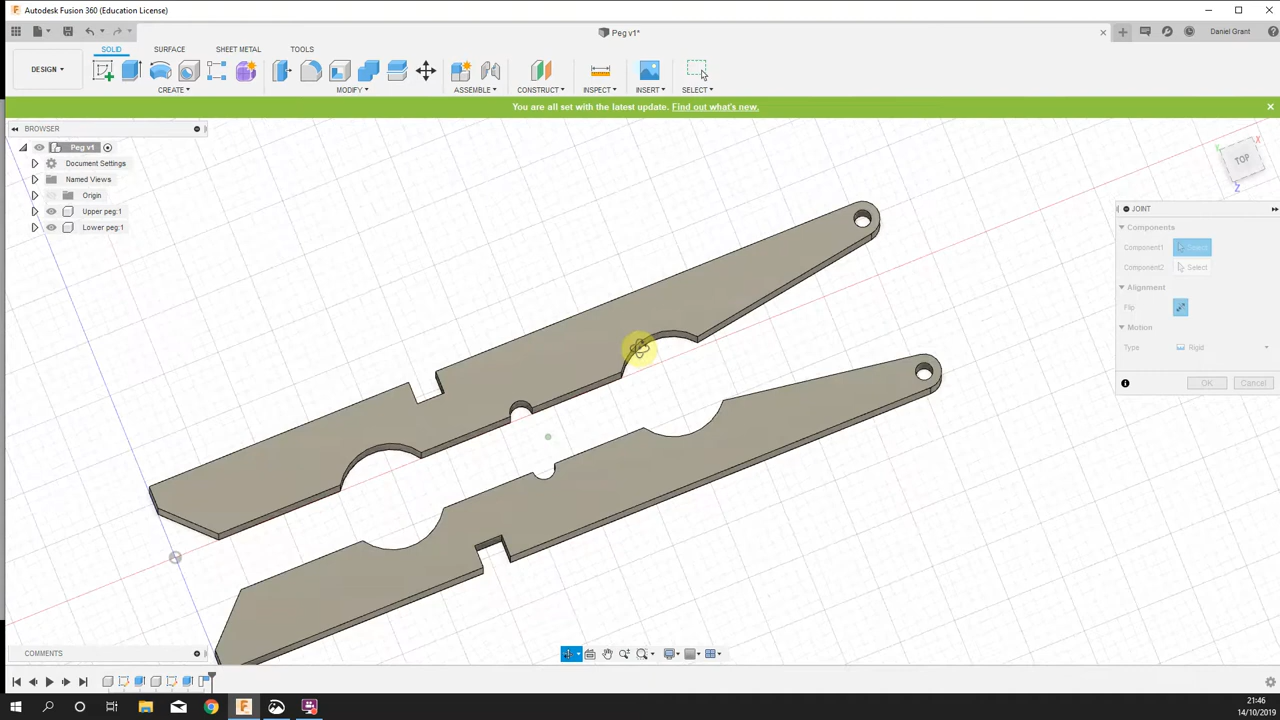 Autodesk Fusion 360 (Education License)
Peg v1*
Daniel Grant
DESIGN
SOLID
SURFACE
SHEET METAL
TOOLS
CREATE
MODIFY
ASSEMBLE
CONSTRUCT
INSPECT
INSERT
SELECT
You are all set with the latest update. Find out what's new.
BROWSER
Peg v1
Document Settings
Named Views
Origin
Upper peg:1
Lower peg:1
X
Y
TOP
Z
JOINT
Components
Component1 Select
Component2 Select
Alignment
Flip
Motion
Type Rigid
OK Cancel
COMMENTS
21:46
14/10/2019